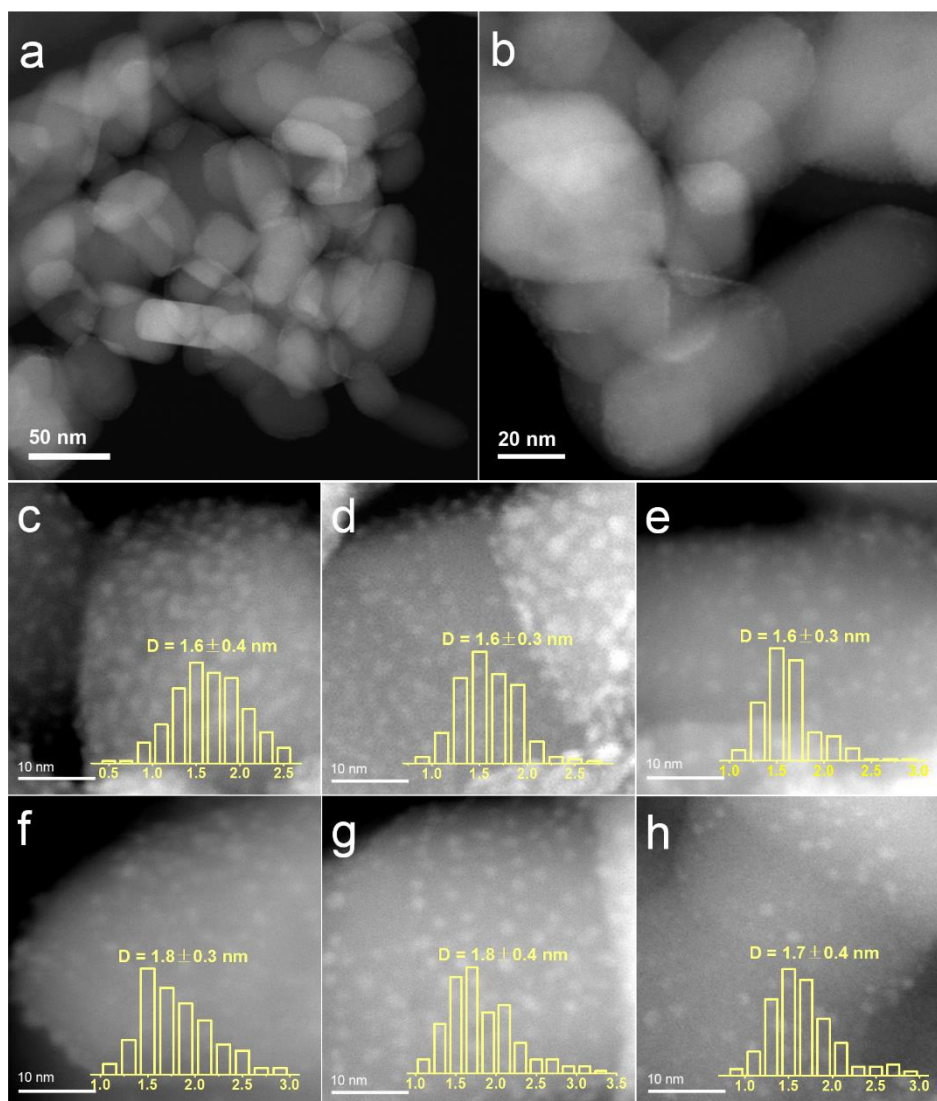 a
50 nm
b
20 nm
c
D = 1.6±0.4 nm
10 nm
0.5 1.0 1.5 2.0 2.5
d
D = 1.6±0.3 nm
10 nm
1.0 1.5 2.0 2.5
e
D = 1.6±0.3 nm
10 nm
1.0 1.5 2.0 2.5 3.0
f
D = 1.8±0.3 nm
10 nm
1.0 1.5 2.0 2.5 3.0
g
D = 1.8±0.4 nm
10 nm
1.0 1.5 2.0 2.5 3.0 3.5
h
D = 1.7±0.4 nm
10 nm
1.0 1.5 2.0 2.5 3.0